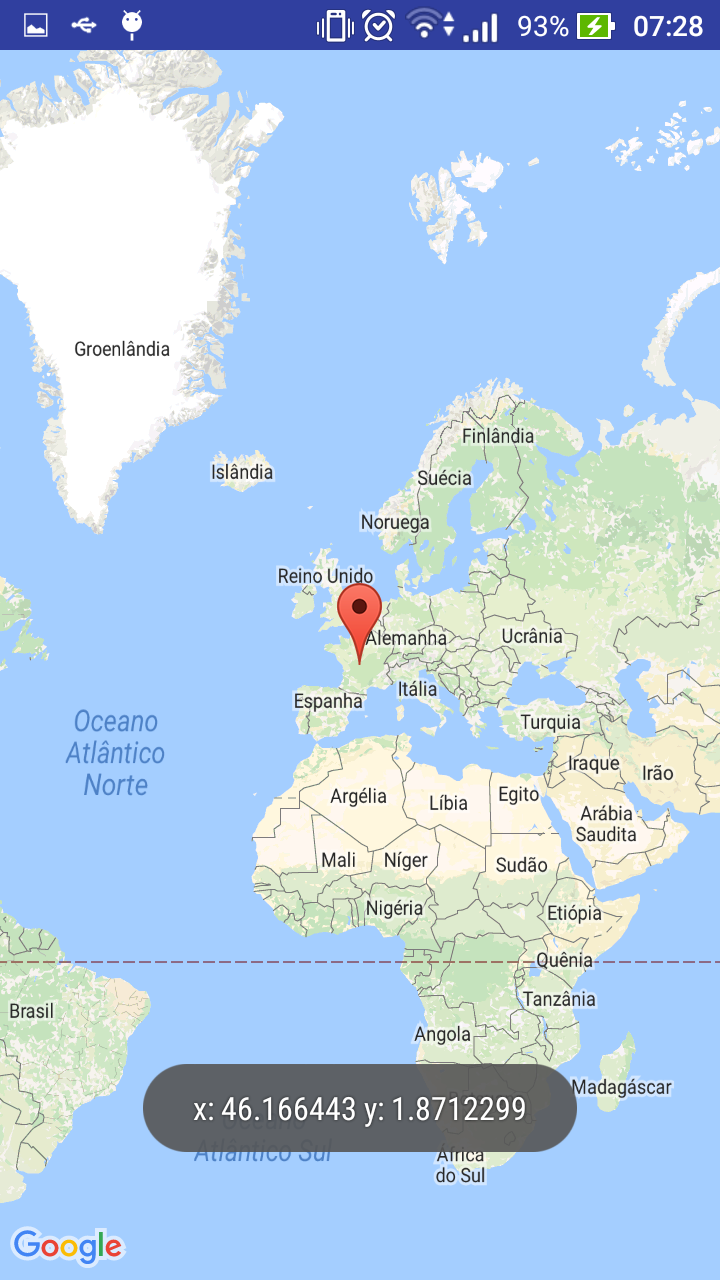 93% 07:28
Groenlândia
Finlândia
Islândia
Suécia
Noruega
Reino Unido
Alemanha
Ucrânia
Itália
Espanha
Oceano
Atlântico
Norte
Turquia
Iraque
Irão
Argélia
Líbia
Egito
Arábia
Saudita
Mali
Níger
Sudão
Nigéria
Etiópia
Quênia
Tanzânia
Brasil
Angola
Madagáscar
x: 46.166443 y: 1.8712299
Oceano
Atlântico Sul
África
do Sul
Google